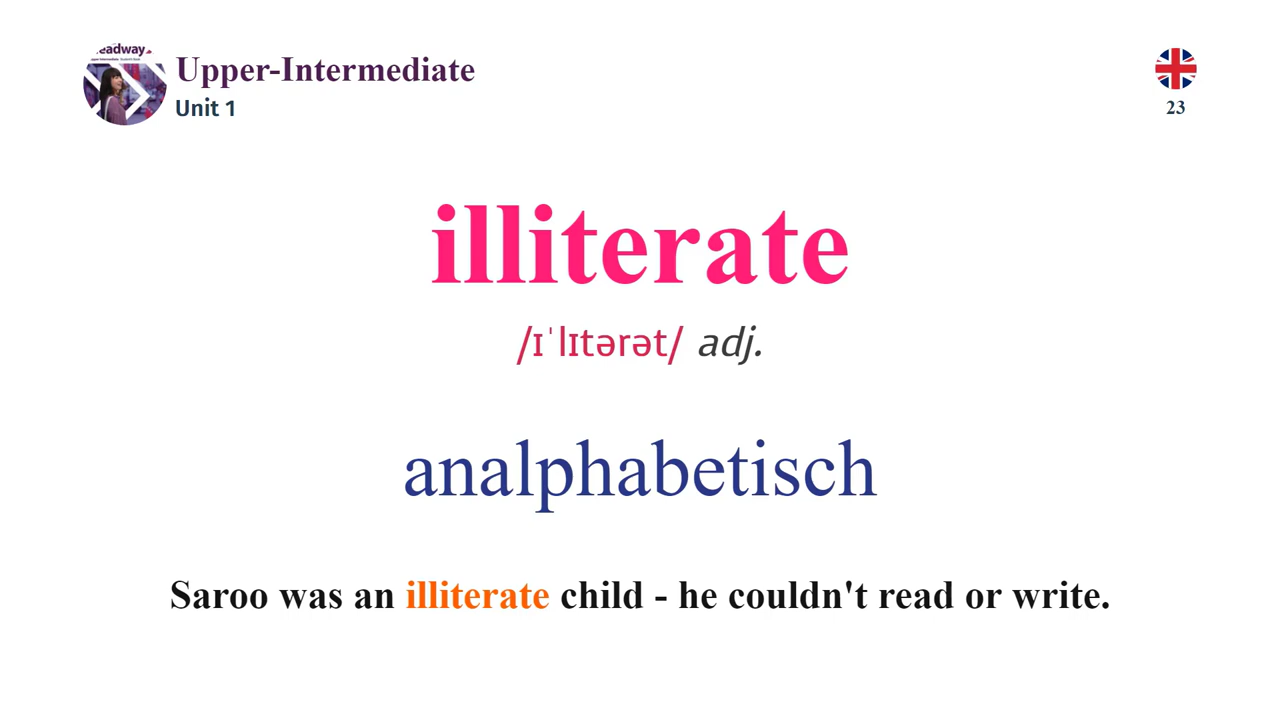 eadway
Upper-Intermediate
Unit 1
23
illiterate
/ɪˈlɪtərət/ adj.
analphabetisch
Saroo was an illiterate child - he couldn't read or write.